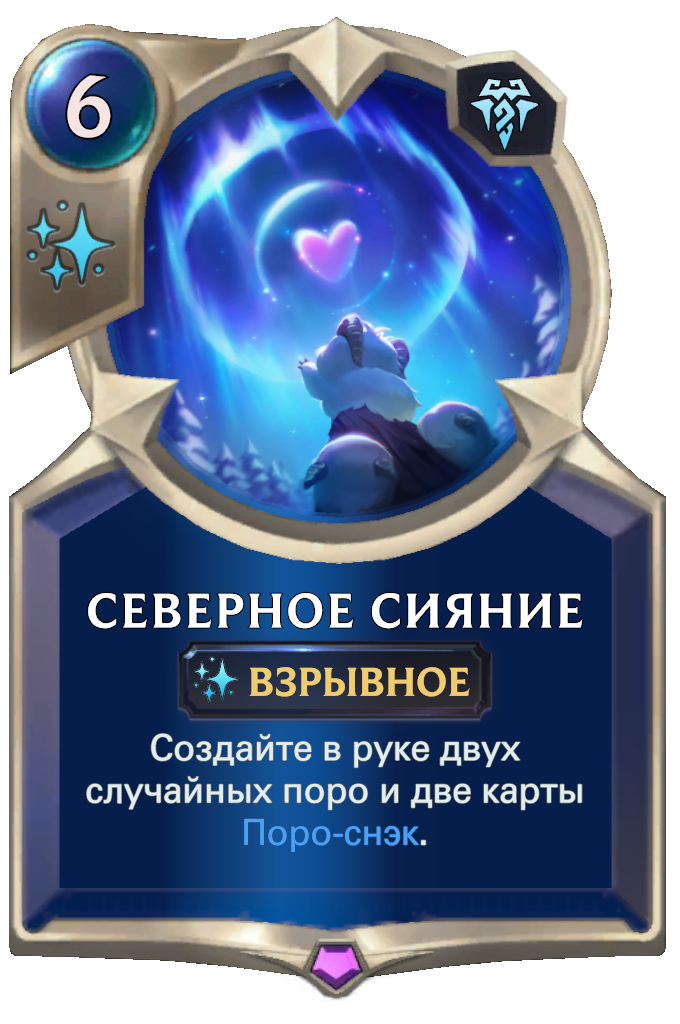 6
СЕВЕРНОЕ СИЯНИЕ
ВЗРЫВНОЕ
Создайте в руке двух
случайных поро и две карты
Поро-снэк.